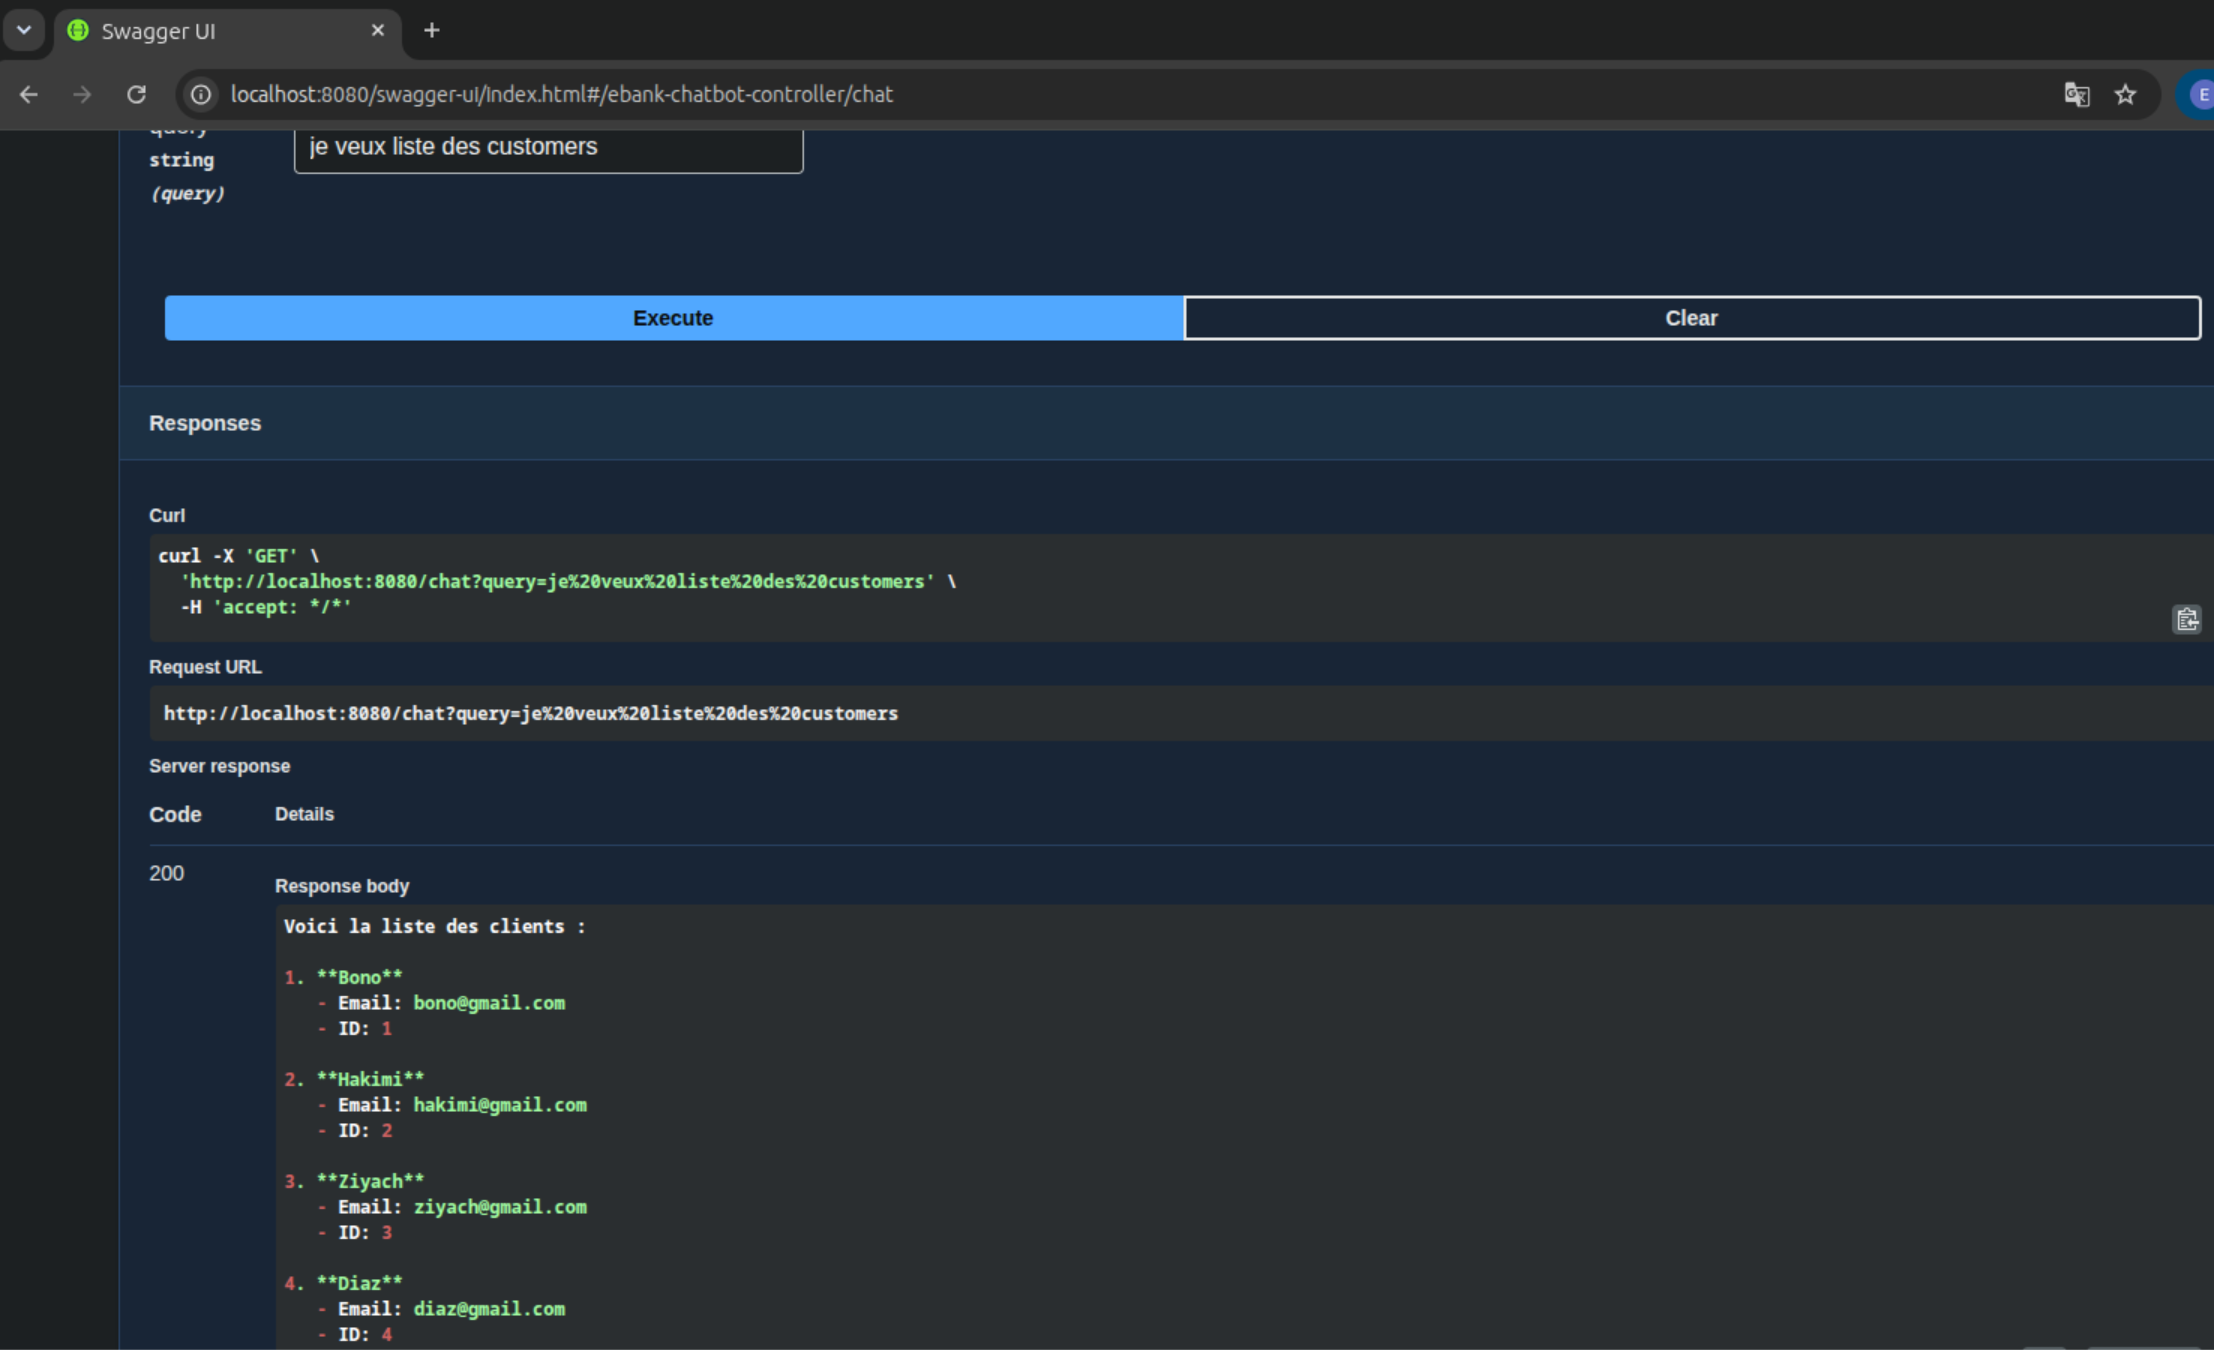 Swagger UI
localhost:8080/swagger-ui/index.html#/ebank-chatbot-controller/chat
E
query
string
(query)
je veux liste des customers
Execute
Clear
Responses
Curl
curl -X 'GET' \
'http://localhost:8080/chat?query=je%20veux%20liste%20des%20customers' \
-H 'accept: */*'
Request URL
http://localhost:8080/chat?query=je%20veux%20liste%20des%20customers
Server response
Code Details
200
Response body
Voici la liste des clients :
1. **Bono**
- Email: bono@gmail.com
- ID: 1
2. **Hakimi**
- Email: hakimi@gmail.com
- ID: 2
3. **Ziyach**
- Email: ziyach@gmail.com
- ID: 3
4. **Diaz**
- Email: diaz@gmail.com
- ID: 4